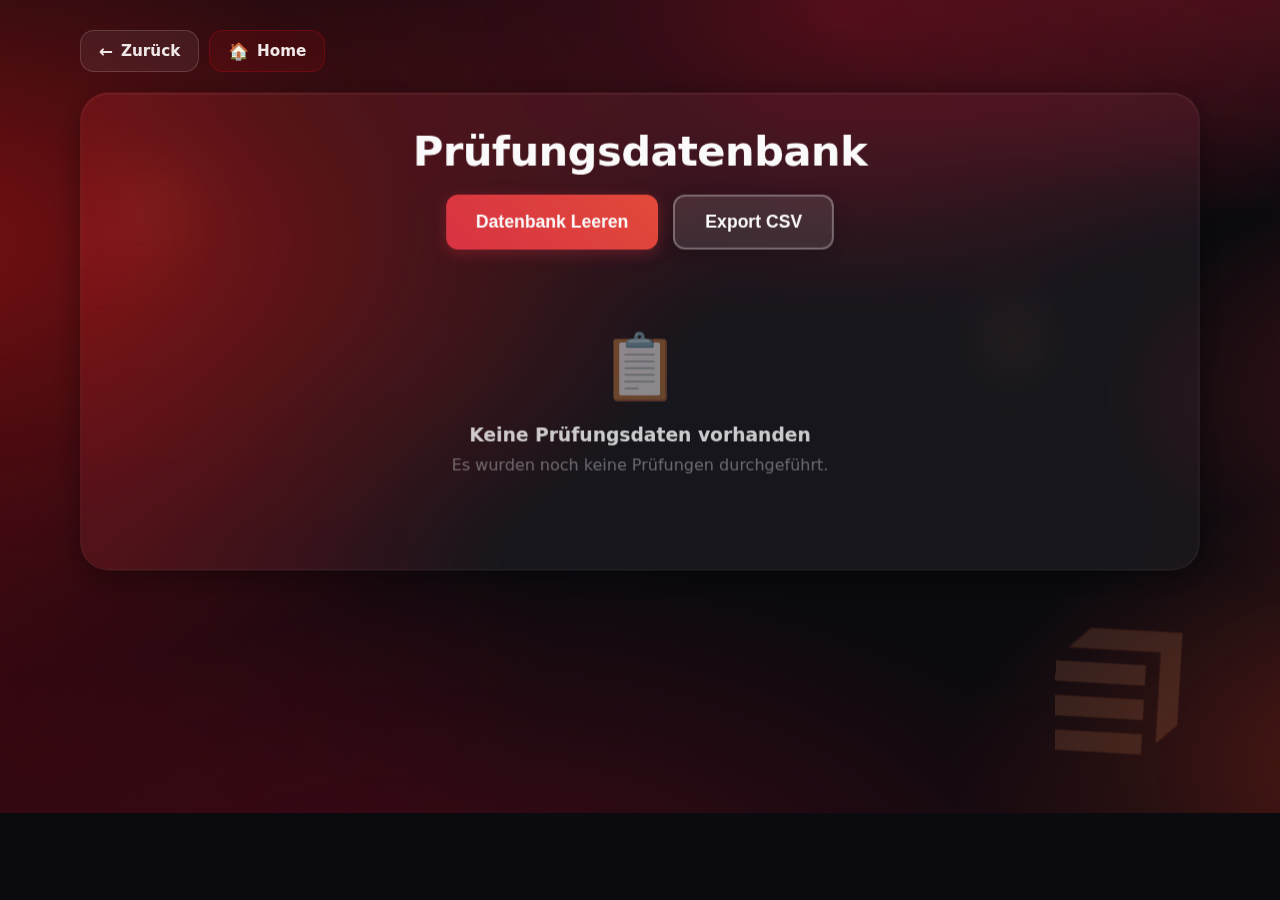 ← Zurück
🏠 Home
Prüfungsdatenbank
Datenbank Leeren
Export CSV
Keine Prüfungsdaten vorhanden
Es wurden noch keine Prüfungen durchgeführt.